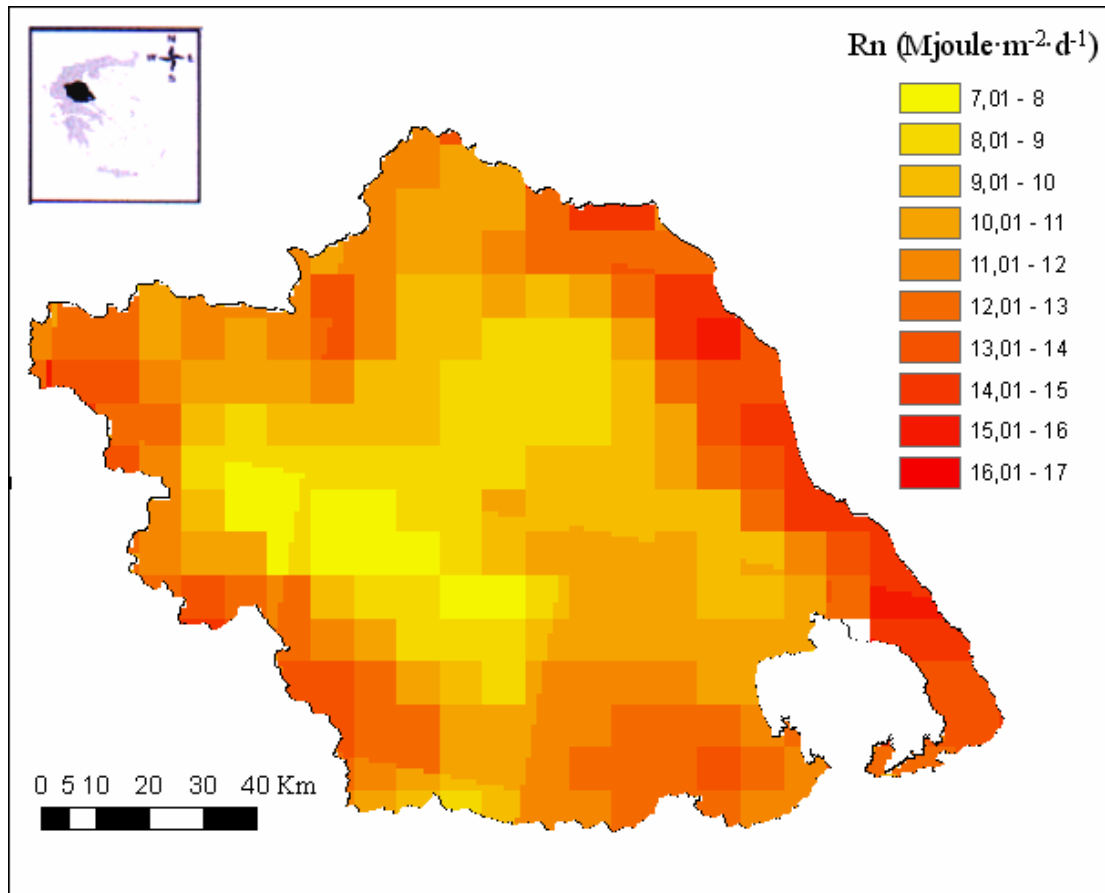 N
W E
S
Rn (Mjoule·m⁻²·d⁻¹)
7,01 - 8
8,01 - 9
9,01 - 10
10,01 - 11
11,01 - 12
12,01 - 13
13,01 - 14
14,01 - 15
15,01 - 16
16,01 - 17
0 5 10 20 30 40 Km